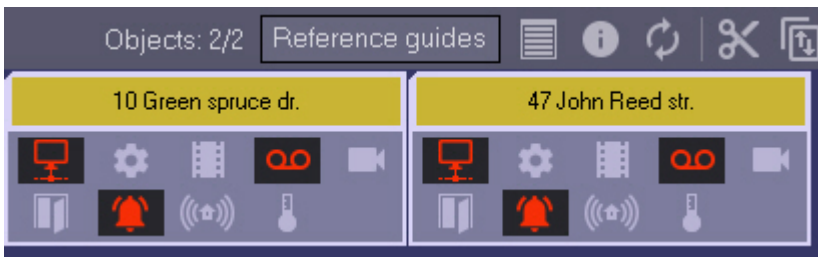 Objects: 2/2 Reference guides
10 Green spruce dr. 47 John Reed str.